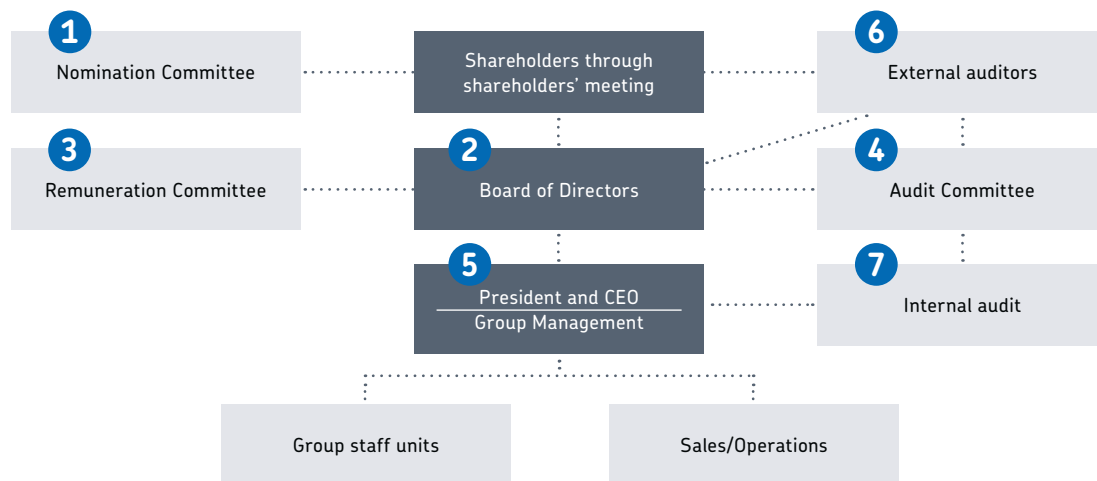 1
Nomination Committee
Shareholders through
shareholders’ meeting
6
External auditors
3
Remuneration Committee
2
Board of Directors
4
Audit Committee
5
President and CEO
Group Management
7
Internal audit
Group staff units
Sales/Operations